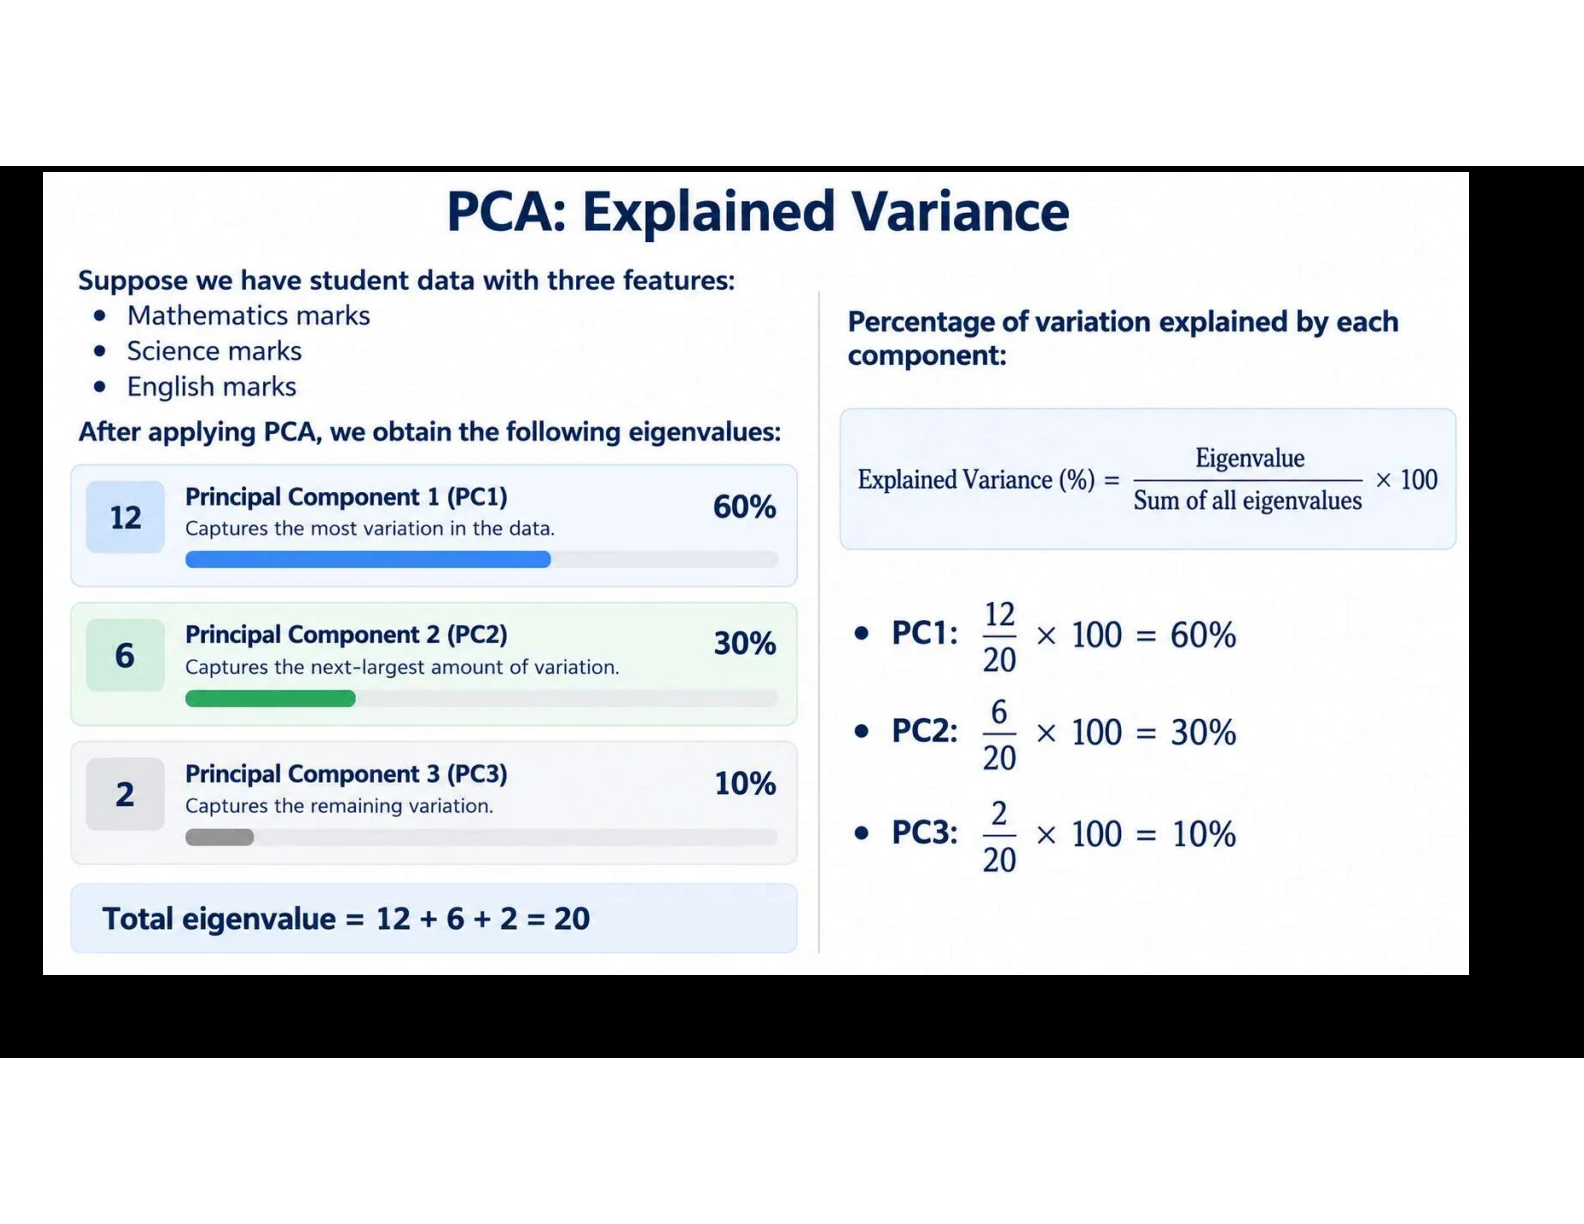 PCA: Explained Variance
Suppose we have student data with three features:
• Mathematics marks
• Science marks
• English marks
After applying PCA, we obtain the following eigenvalues:
12
Principal Component 1 (PC1)
Captures the most variation in the data.
60%
6
Principal Component 2 (PC2)
Captures the next-largest amount of variation.
30%
2
Principal Component 3 (PC3)
Captures the remaining variation.
10%
Total eigenvalue = 12 + 6 + 2 = 20
Percentage of variation explained by each
component:
Explained Variance (%) = Eigenvalue / Sum of all eigenvalues × 100
• PC1: 12/20 × 100 = 60%
• PC2: 6/20 × 100 = 30%
• PC3: 2/20 × 100 = 10%